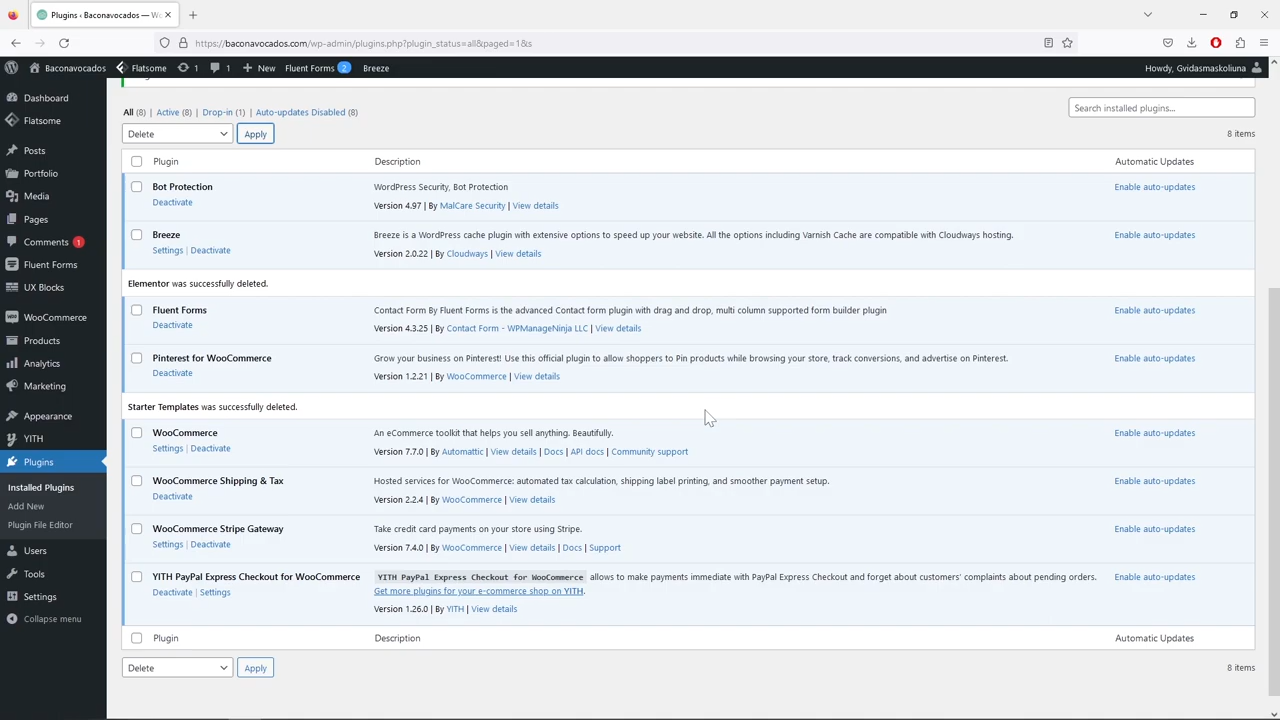 Plugins ‹ Baconavocados — Wo
https://baconavocados.com/wp-admin/plugins.php?plugin_status=all&paged=1&s
Baconavocados Flatsome 1 1 + New Fluent Forms 2 Breeze Howdy, Gvidasmaskoliuna
Dashboard
Flatsome
Posts
Portfolio
Media
Pages
Comments 1
Fluent Forms
UX Blocks
WooCommerce
Products
Analytics
Marketing
Appearance
YITH
Plugins
Installed Plugins
Add New
Plugin File Editor
Users
Tools
Settings
Collapse menu
All (8) | Active (8) | Drop-in (1) | Auto-updates Disabled (8)
Search installed plugins...
Delete Apply 8 items
Plugin Description Automatic Updates
Bot Protection WordPress Security, Bot Protection Enable auto-updates
Deactivate Version 4.97 | By MalCare Security | View details
Breeze Breeze is a WordPress cache plugin with extensive options to speed up your website. All the options including Varnish Cache are compatible with Cloudways hosting. Enable auto-updates
Settings | Deactivate Version 2.0.22 | By Cloudways | View details
Elementor was successfully deleted.
Fluent Forms Contact Form By Fluent Forms is the advanced Contact form plugin with drag and drop, multi column supported form builder plugin Enable auto-updates
Deactivate Version 4.3.25 | By Contact Form - WPManageNinja LLC | View details
Pinterest for WooCommerce Grow your business on Pinterest! Use this official plugin to allow shoppers to Pin products while browsing your store, track conversions, and advertise on Pinterest. Enable auto-updates
Deactivate Version 1.2.21 | By WooCommerce | View details
Starter Templates was successfully deleted.
WooCommerce An eCommerce toolkit that helps you sell anything. Beautifully. Enable auto-updates
Settings | Deactivate Version 7.7.0 | By Automattic | View details | Docs | API docs | Community support
WooCommerce Shipping & Tax Hosted services for WooCommerce: automated tax calculation, shipping label printing, and smoother payment setup. Enable auto-updates
Deactivate Version 2.2.4 | By WooCommerce | View details
WooCommerce Stripe Gateway Take credit card payments on your store using Stripe. Enable auto-updates
Settings | Deactivate Version 7.4.0 | By WooCommerce | View details | Docs | Support
YITH PayPal Express Checkout for WooCommerce YITH PayPal Express Checkout for WooCommerce allows to make payments immediate with PayPal Express Checkout and forget about customers' complaints about pending orders. Enable auto-updates
Deactivate | Settings Get more plugins for your e-commerce shop on YITH.
Version 1.26.0 | By YITH | View details
Plugin Description Automatic Updates
Delete Apply 8 items